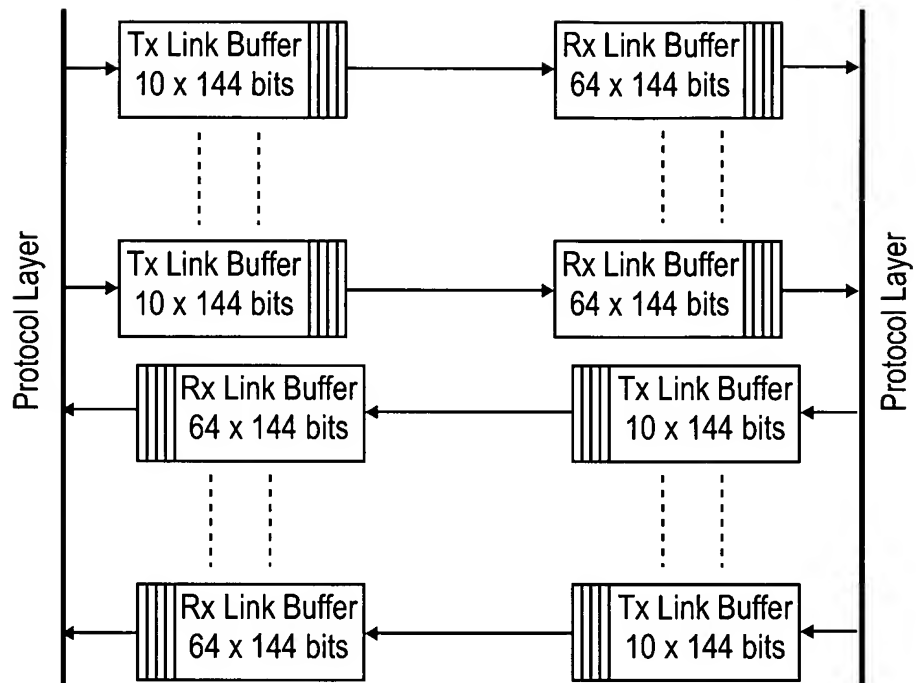 Tx Link Buffer
10 x 144 bits
Rx Link Buffer
64 x 144 bits
Tx Link Buffer
10 x 144 bits
Rx Link Buffer
64 x 144 bits
Protocol Layer
Protocol Layer
Rx Link Buffer
64 x 144 bits
Tx Link Buffer
10 x 144 bits
Rx Link Buffer
64 x 144 bits
Tx Link Buffer
10 x 144 bits